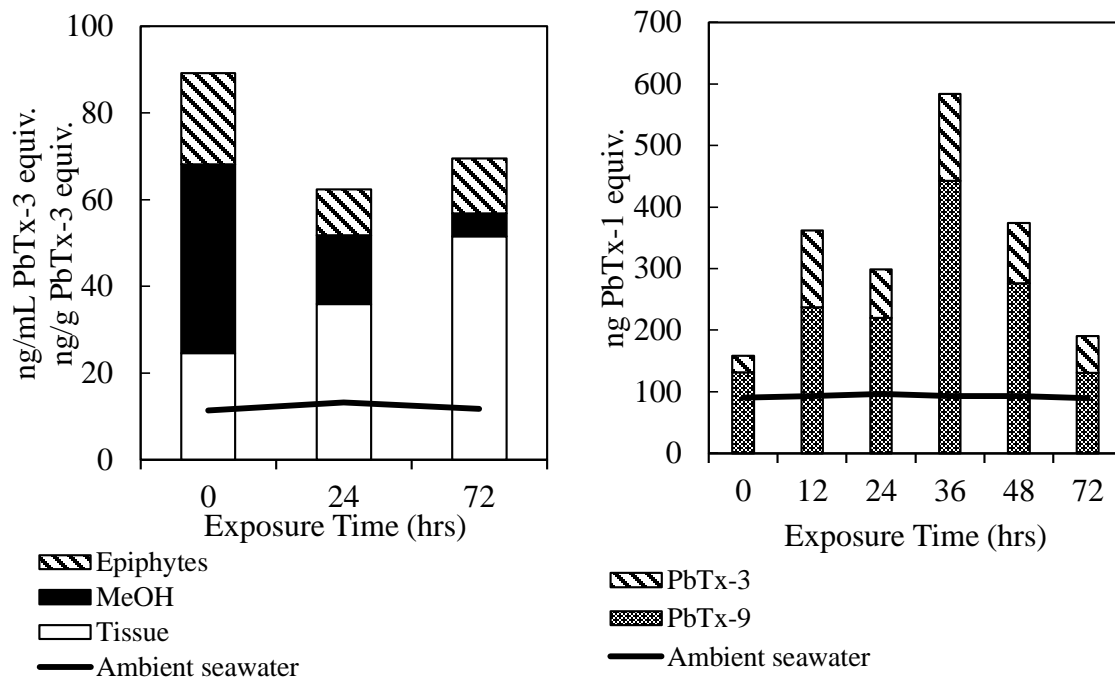 ng/mL PbTx-3 equiv.
ng/g PbTx-3 equiv.
100
80
60
40
20
0
0 24 72
Exposure Time (hrs)
Epiphytes
MeOH
Tissue
Ambient seawater
ng PbTx-1 equiv.
700
600
500
400
300
200
100
0
0 12 24 36 48 72
Exposure Time (hrs)
PbTx-3
PbTx-9
Ambient seawater